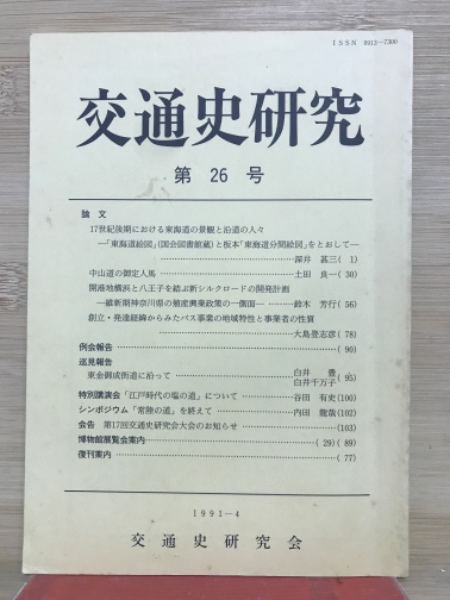 ISSN 0913-7300
交通史研究
第 26 号
論 文
17世紀後期における東海道の景観と沿道の人々
―「東海道絵図」(国会図書館蔵)と板本「東海道分間絵図」をとおして―
深井 甚三( 1)
中山道の御定人馬 土田 良一( 30)
開港地横浜と八王子を結ぶ新シルクロードの開発計画
―維新期神奈川県の殖産興業政策の一側面― 鈴木 芳行( 56)
創立・発達経緯からみたバス事業の地域特性と事業者の性質
大島登志彦( 78)
例会報告 ( 90)
巡見報告
東金御成街道に沿って 白井 豊 白井千万子 ( 95)
特別講演会「江戸時代の塩の道」について 谷田 有史(100)
シンポジウム「常陸の道」を終えて 内田 龍哉(102)
会告 第17回交通史研究会大会のお知らせ (103)
博物館展覧会案内 ( 29)( 89)
復刊案内 ( 77)
1991-4
交通史研究会